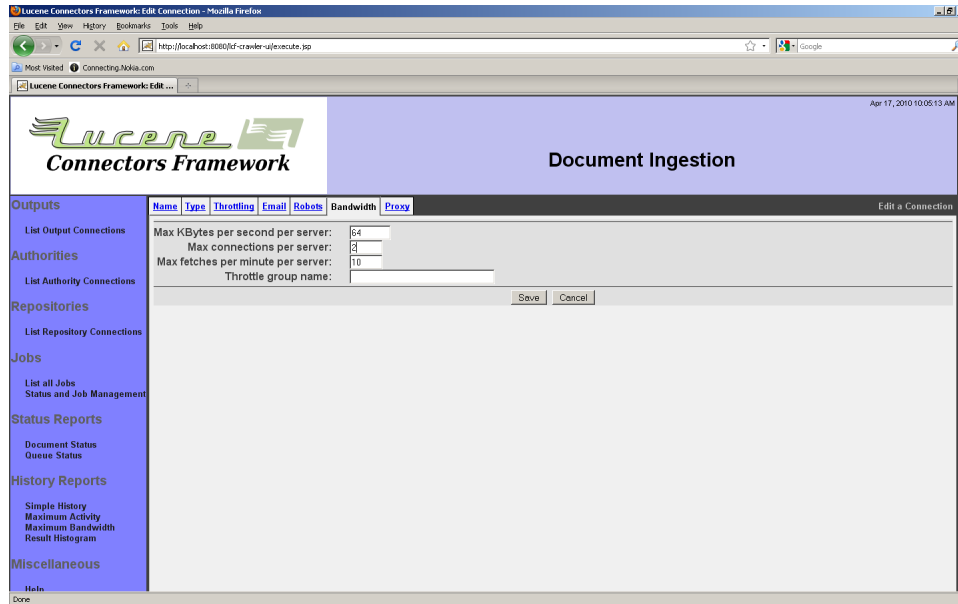 Lucene Connectors Framework: Edit Connection - Mozilla Firefox
File Edit View History Bookmarks Tools Help
http://localhost:8080/lcf-crawler-ui/execute.jsp
Google
Most Visited Connecting.Nokia.com
Lucene Connectors Framework: Edit ...
Apr 17, 2010 10:05:13 AM
Lucene
Connectors Framework
Document Ingestion
Outputs
List Output Connections
Authorities
List Authority Connections
Repositories
List Repository Connections
Jobs
List all Jobs
Status and Job Management
Status Reports
Document Status
Queue Status
History Reports
Simple History
Maximum Activity
Maximum Bandwidth
Result Histogram
Miscellaneous
Help
Name Type Throttling Email Robots Bandwidth Proxy Edit a Connection
Max KBytes per second per server: 64
Max connections per server: 2
Max fetches per minute per server: 10
Throttle group name:
Save Cancel
Done